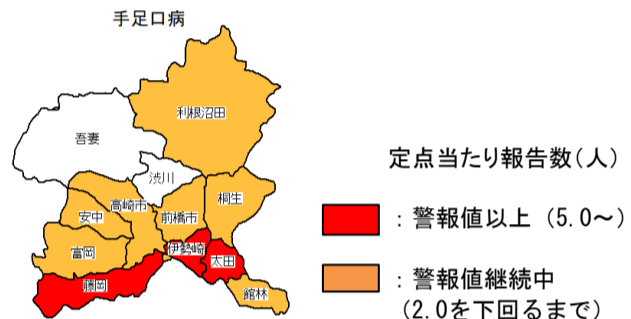 手足口病
利根沼田
吾妻
渋川
桐生
高崎市
前橋市
安中
伊勢崎
富岡
太田
藤岡
館林
定点当たり報告数(人)
：警報値以上（5.0～）
：警報値継続中
(2.0を下回るまで)